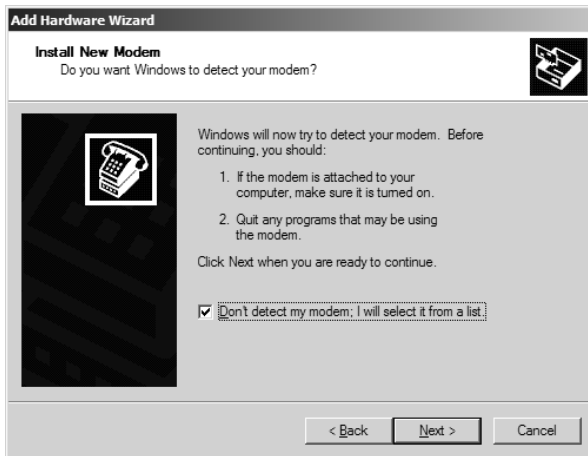 Add Hardware Wizard
Install New Modem
Do you want Windows to detect your modem?
Windows will now try to detect your modem. Before
continuing, you should:
1. If the modem is attached to your
computer, make sure it is turned on.
2. Quit any programs that may be using
the modem.
Click Next when you are ready to continue.
Don't detect my modem; I will select it from a list.
< Back Next > Cancel